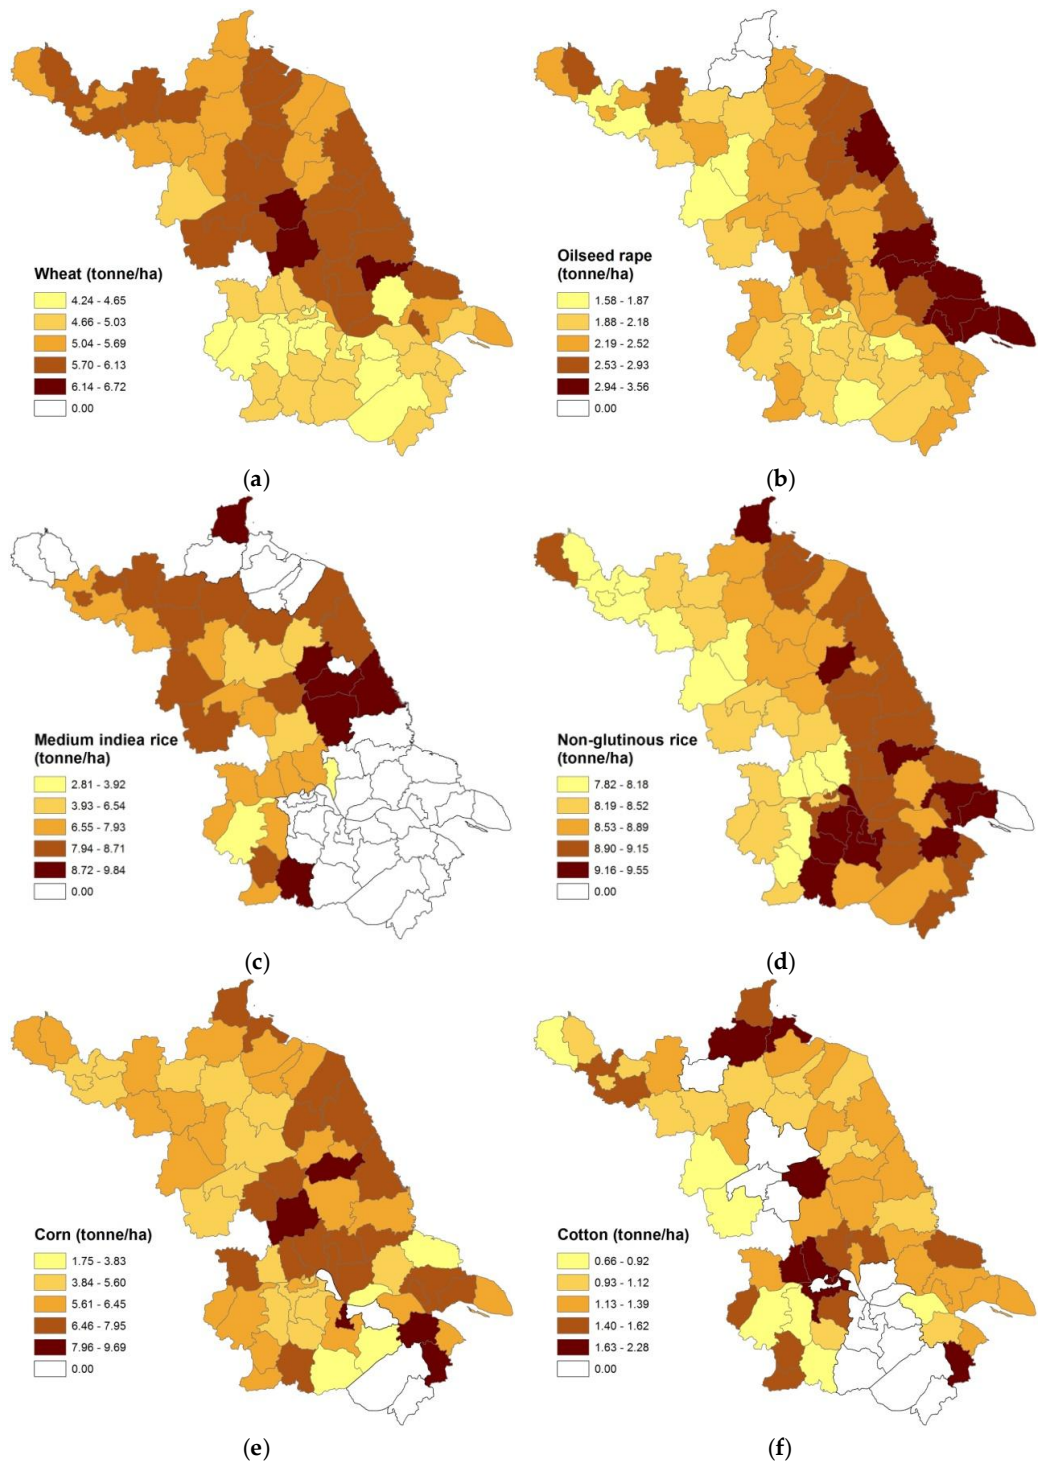 Wheat (tonne/ha)
4.24 - 4.65
4.66 - 5.03
5.04 - 5.69
5.70 - 6.13
6.14 - 6.72
0.00
(a)
Oilseed rape
(tonne/ha)
1.58 - 1.87
1.88 - 2.18
2.19 - 2.52
2.53 - 2.93
2.94 - 3.56
0.00
(b)
Medium indiea rice
(tonne/ha)
2.81 - 3.92
3.93 - 6.54
6.55 - 7.93
7.94 - 8.71
8.72 - 9.84
0.00
(c)
Non-glutinous rice
(tonne/ha)
7.82 - 8.18
8.19 - 8.52
8.53 - 8.89
8.90 - 9.15
9.16 - 9.55
0.00
(d)
Corn (tonne/ha)
1.75 - 3.83
3.84 - 5.60
5.61 - 6.45
6.46 - 7.95
7.96 - 9.69
0.00
(e)
Cotton (tonne/ha)
0.66 - 0.92
0.93 - 1.12
1.13 - 1.39
1.40 - 1.62
1.63 - 2.28
0.00
(f)